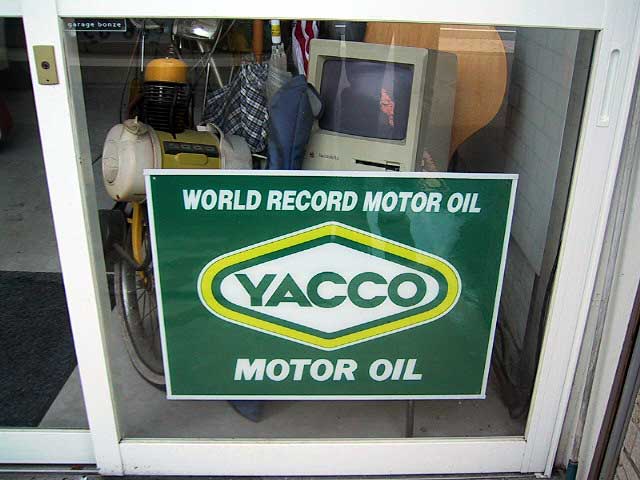 garage bonze
WORLD RECORD MOTOR OIL
YACCO
MOTOR OIL